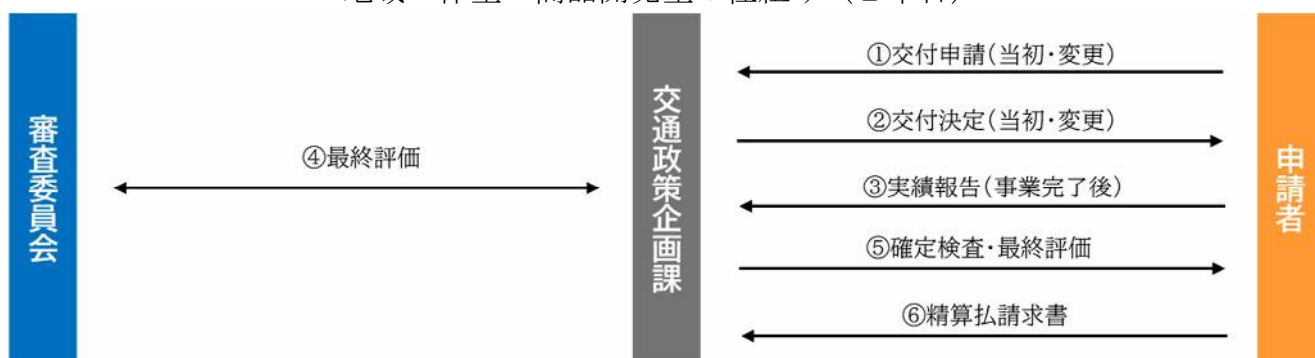 審査委員会
④最終評価
交通政策企画課
①交付申請(当初・変更)
②交付決定(当初・変更)
③実績報告(事業完了後)
⑤確定検査・最終評価
⑥精算払請求書
申請者